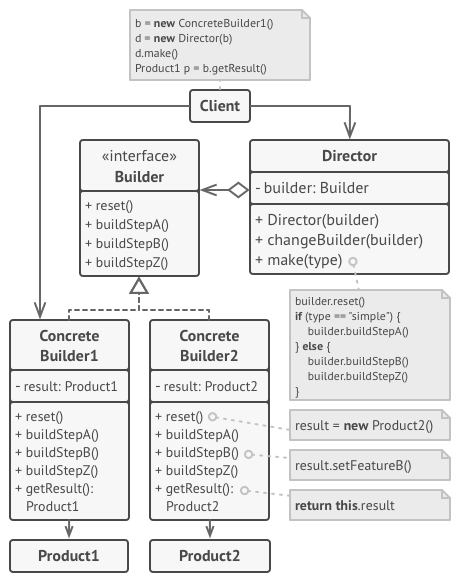 b = new ConcreteBuilder1()
d = new Director(b)
d.make()
Product1 p = b.getResult()
Client
«interface»
Builder
+ reset()
+ buildStepA()
+ buildStepB()
+ buildStepZ()
Director
- builder: Builder
+ Director(builder)
+ changeBuilder(builder)
+ make(type)
builder.reset()
if (type == "simple") {
builder.buildStepA()
} else {
builder.buildStepB()
builder.buildStepZ()
}
Concrete
Builder1
- result: Product1
+ reset()
+ buildStepA()
+ buildStepB()
+ buildStepZ()
+ getResult():
Product1
Concrete
Builder2
- result: Product2
+ reset()
+ buildStepA()
+ buildStepB()
+ buildStepZ()
+ getResult():
Product2
result = new Product2()
result.setFeatureB()
return this.result
Product1
Product2